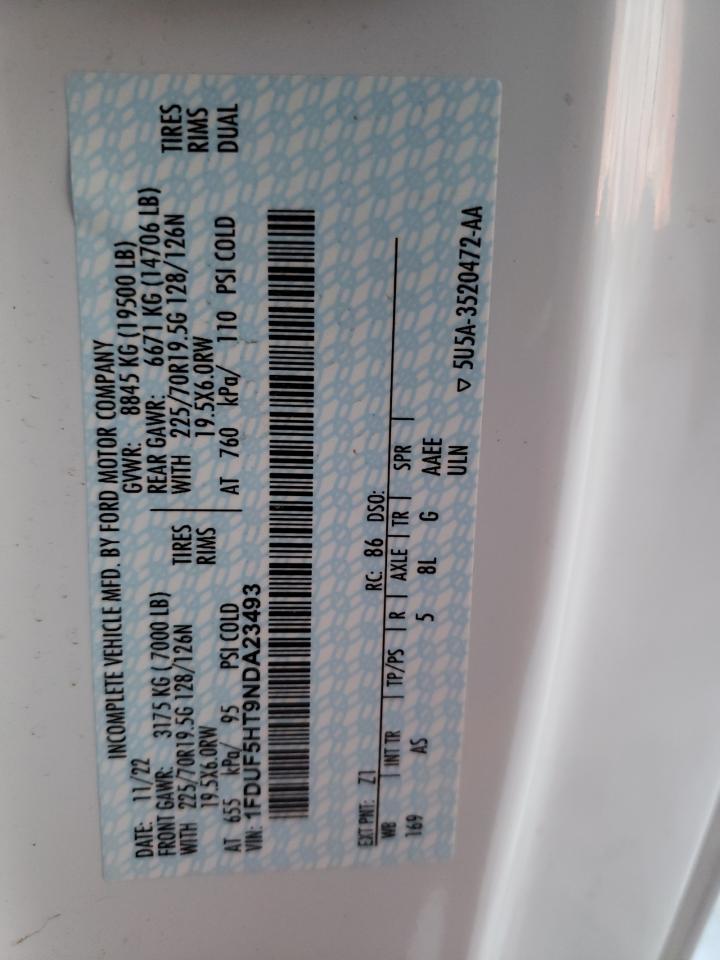 INCOMPLETE VEHICLE MFD. BY FORD MOTOR COMPANY
DATE: 11/22 GVWR: 8845 KG (19500 LB)
FRONT GAWR: 3175 KG (7000 LB) REAR GAWR: 6671 KG (14706 LB)
WITH 225/70R19.5G 128/126N TIRES WITH 225/70R19.5G 128/126N TIRES
19.5X6.0RW RIMS 19.5X6.0RW RIMS
AT 655 kPa/ 95 PSI COLD AT 760 kPa/ 110 PSI COLD DUAL
VIN: 1FDUF5HT9NDA23493
EXT PNT: Z1 RC: 86 DSO:
WB | INT TR | TP/PS | R | AXLE | TR | SPR |
169 AS 5 8L G AAEE
ULN
▽ 5U5A-3520472-AA